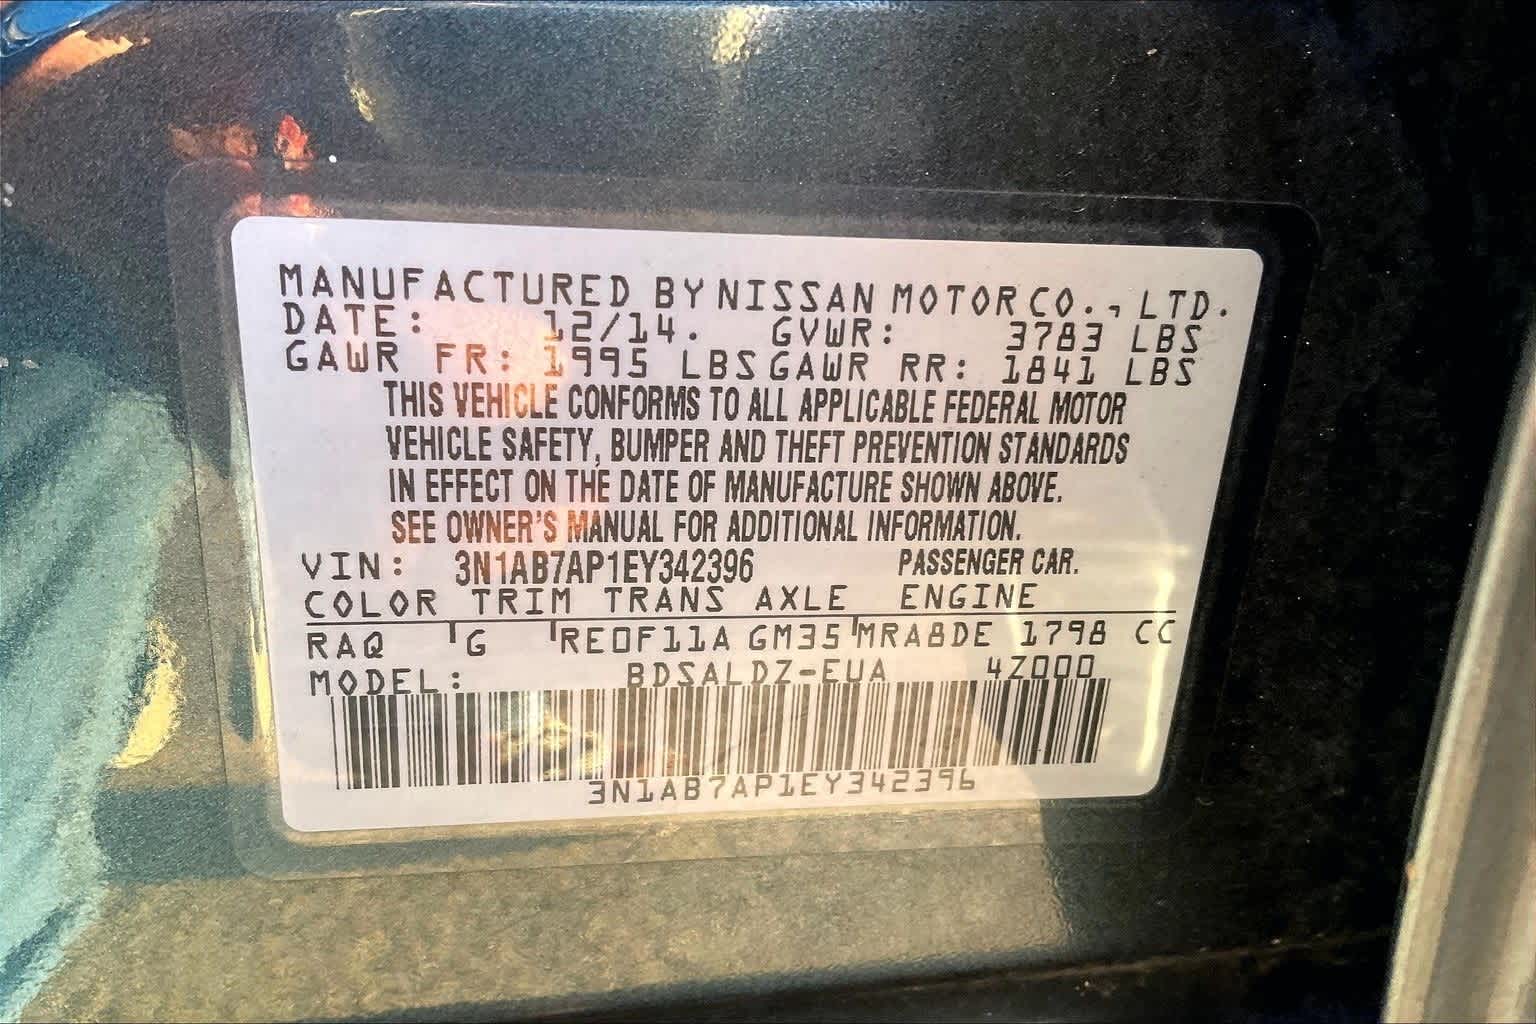 MANUFACTURED BY NISSAN MOTOR CO., LTD.
DATE: 12/14. GVWR: 3783 LBS
GAWR FR: 1995 LBS GAWR RR: 1841 LBS
THIS VEHICLE CONFORMS TO ALL APPLICABLE FEDERAL MOTOR
VEHICLE SAFETY, BUMPER AND THEFT PREVENTION STANDARDS
IN EFFECT ON THE DATE OF MANUFACTURE SHOWN ABOVE.
SEE OWNER'S MANUAL FOR ADDITIONAL INFORMATION.
VIN: 3N1AB7AP1EY342396 PASSENGER CAR.
COLOR TRIM TRANS AXLE ENGINE
RAQ G RE0F11A GM35 MRA8DE 1798 CC
MODEL: BDSALDZ-EUA 4Z000
3N1AB7AP1EY342396